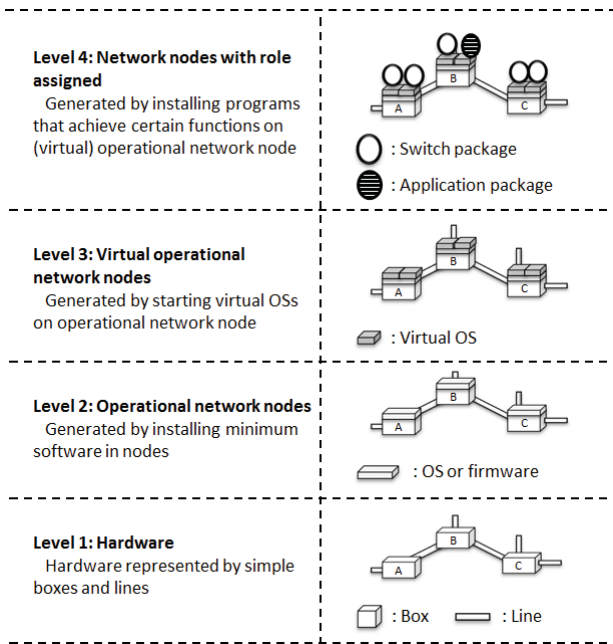 Level 4: Network nodes with role
assigned
Generated by installing programs
that achieve certain functions on
(virtual) operational network node
A
B
C
: Switch package
: Application package
Level 3: Virtual operational
network nodes
Generated by starting virtual OSs
on operational network node
A
B
C
: Virtual OS
Level 2: Operational network nodes
Generated by installing minimum
software in nodes
A
B
C
: OS or firmware
Level 1: Hardware
Hardware represented by simple
boxes and lines
A
B
C
: Box
: Line